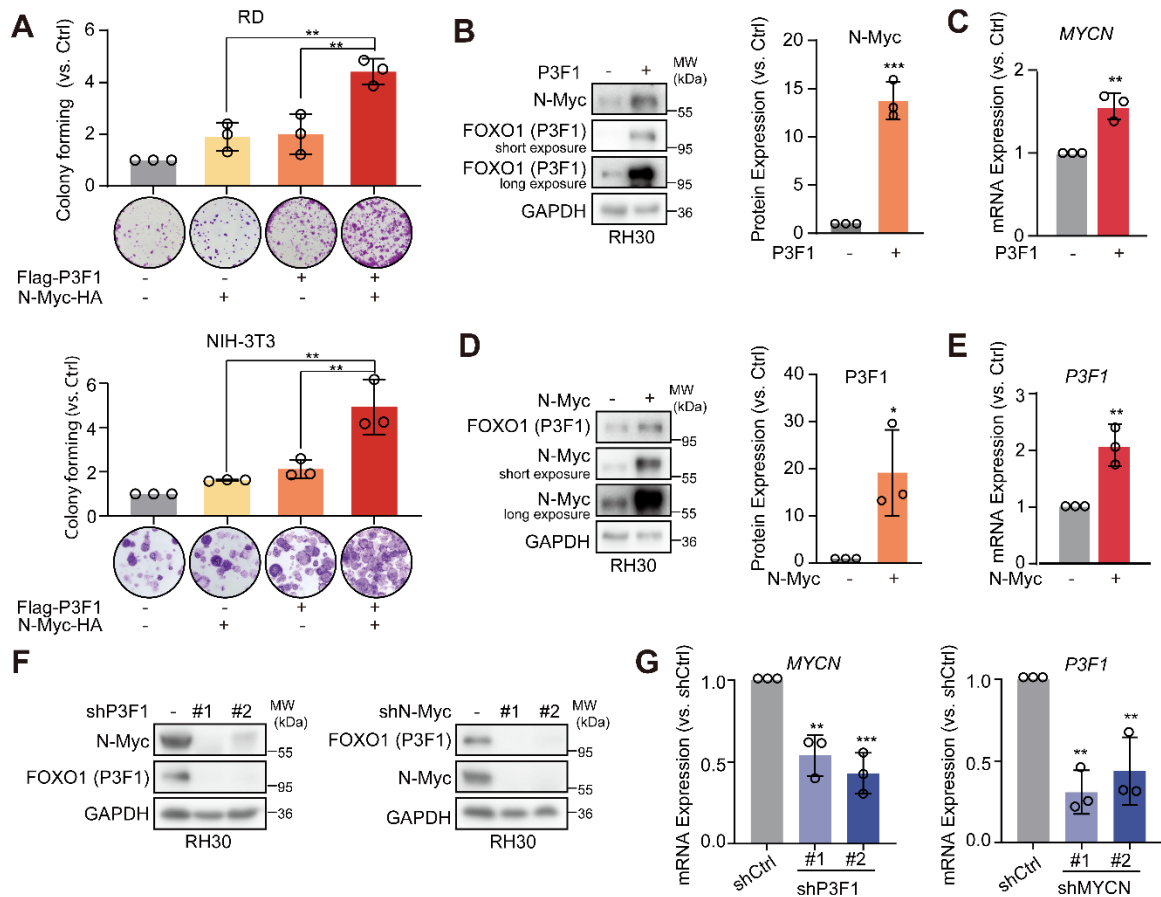 A
RD
Colony forming (vs. Ctrl)
6
4
2
0
** 
**
Flag-P3F1 - - + +
N-Myc-HA - + - +
NIH-3T3
Colony forming (vs. Ctrl)
6
4
2
0
**
**
Flag-P3F1 - - + +
N-Myc-HA - + - +
B
P3F1 - + MW (kDa)
N-Myc 55
FOXO1 (P3F1) short exposure 95
FOXO1 (P3F1) long exposure 95
GAPDH 36
RH30
N-Myc
Protein Expression (vs. Ctrl)
20
15
10
5
0
***
P3F1 - +
C
MYCN
mRNA Expression (vs. Ctrl)
2
1
0
**
P3F1 - +
D
N-Myc - + MW (kDa)
FOXO1 (P3F1) 95
N-Myc short exposure 55
N-Myc long exposure 55
GAPDH 36
RH30
P3F1
Protein Expression (vs. Ctrl)
40
30
20
10
0
*
N-Myc - +
E
P3F1
mRNA Expression (vs. Ctrl)
3
2
1
0
**
N-Myc - +
F
shP3F1 - #1 #2 MW (kDa)
N-Myc 55
FOXO1 (P3F1) 95
GAPDH 36
RH30
shN-Myc - #1 #2 MW (kDa)
FOXO1 (P3F1) 95
N-Myc 55
GAPDH 36
RH30
G
MYCN
mRNA Expression (vs. shCtrl)
1.0
0.5
0.0
** ***
shCtrl #1 #2
shP3F1
P3F1
mRNA Expression (vs. shCtrl)
1.0
0.5
0.0
** **
shCtrl #1 #2
shMYCN